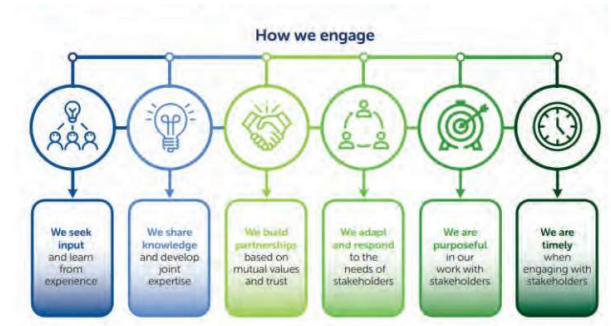 How we engage
We seek
input
and learn
from
experience
We share
knowledge
and develop
joint
expertise
We build
partnerships
based on
mutual values
and trust
We adapt
and respond
to the
needs of
stakeholders
We are
purposeful
in our
work with
stakeholders
We are
timely
when
engaging with
stakeholders